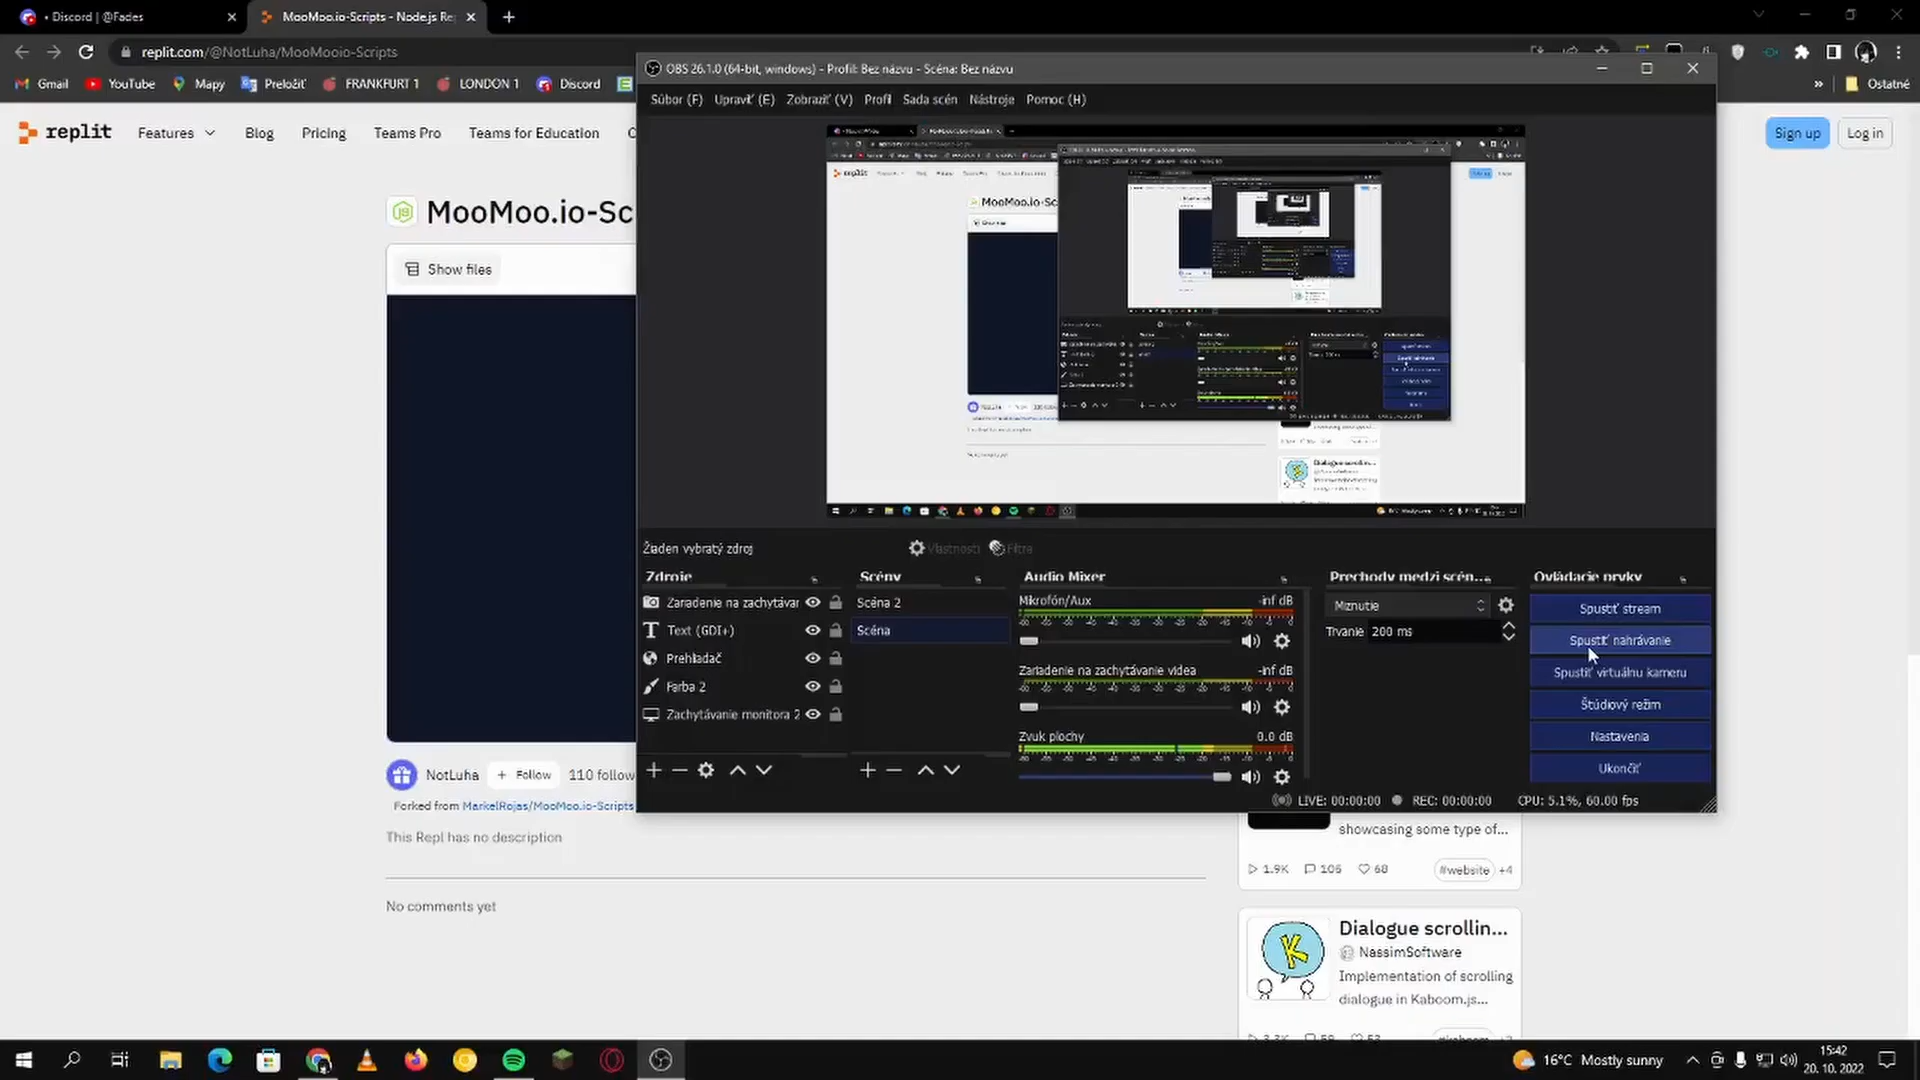 Discord | @Fades
MooMoo.io-Scripts - Node.js Re
replit.com/@NotLuha/MooMooio-Scripts
Gmail YouTube Mapy Preložiť FRANKFURT 1 LONDON 1 Discord
» Ostatné
OBS 26.1.0 (64-bit, windows) - Profil: Bez názvu - Scéna: Bez názvu
Súbor (F) Upraviť (E) Zobraziť (V) Profil Sada scén Nástroje Pomoc (H)
replit Features Blog Pricing Teams Pro Teams for Education
Sign up Log in
MooMoo.io-Sc
Show files
Žiaden vybratý zdroj Vlastnosti Filtre
Zdroje
Zariadenie na zachytávar
Text (GDI+)
Prehliadač
Farba 2
Zachytávanie monitora 2
Scény
Scéna 2
Scéna
Audio Mixer
Mikrofón/Aux -inf dB
Zariadenie na zachytávanie videa -inf dB
Zvuk plochy 0.0 dB
Prechody medzi scén...
Miznutie
Trvanie 200 ms
Ovládacie prvky
Spustiť stream
Spustiť nahrávanie
Spustiť virtuálnu kameru
Štúdiový režim
Nastavenia
Ukončiť
LIVE: 00:00:00 REC: 00:00:00 CPU: 5.1%, 60.00 fps
NotLuha + Follow 110 follow
Forked from MarkelRojas/MooMoo.io-Scripts
This Repl has no description
No comments yet
showcasing some type of...
1.9K 106 68 #website +4
Dialogue scrollin...
NassimSoftware
Implementation of scrolling
dialogue in Kaboom.js...
16°C Mostly sunny
15:42
20. 10. 2022